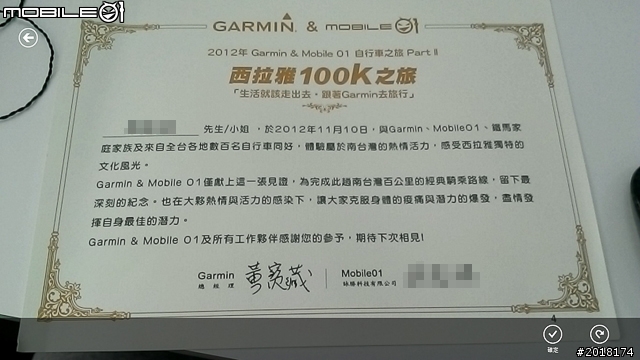 MOBILE01
GARMIN & MOBILE01
2012年 Garmin & Mobile 01 自行車之旅 Part II
西拉雅100K之旅
「生活就該走出去，跟著Garmin去旅行」
先生/小姐，於2012年11月10日，與Garmin、Mobile01、鐵馬家
庭家族及來自全台各地數百名自行車同好，體驗屬於南台灣的熱情活力，感受西拉雅獨特的
文化風光。
Garmin & Mobile 01僅獻上這一張見證，為完成此趟南台灣百公里的經典騎乘路線，留下最
深刻的紀念。也在大夥熱情與活力的感染下，讓大家克服身體的疲痛與潛力的爆發，盡情發
揮自身最佳的潛力。
Garmin & Mobile 01及所有工作夥伴感謝您的參予，期待下次相見!
Garmin
總 經 理
Mobile01
詠勝科技有限公司
確定
#2018174